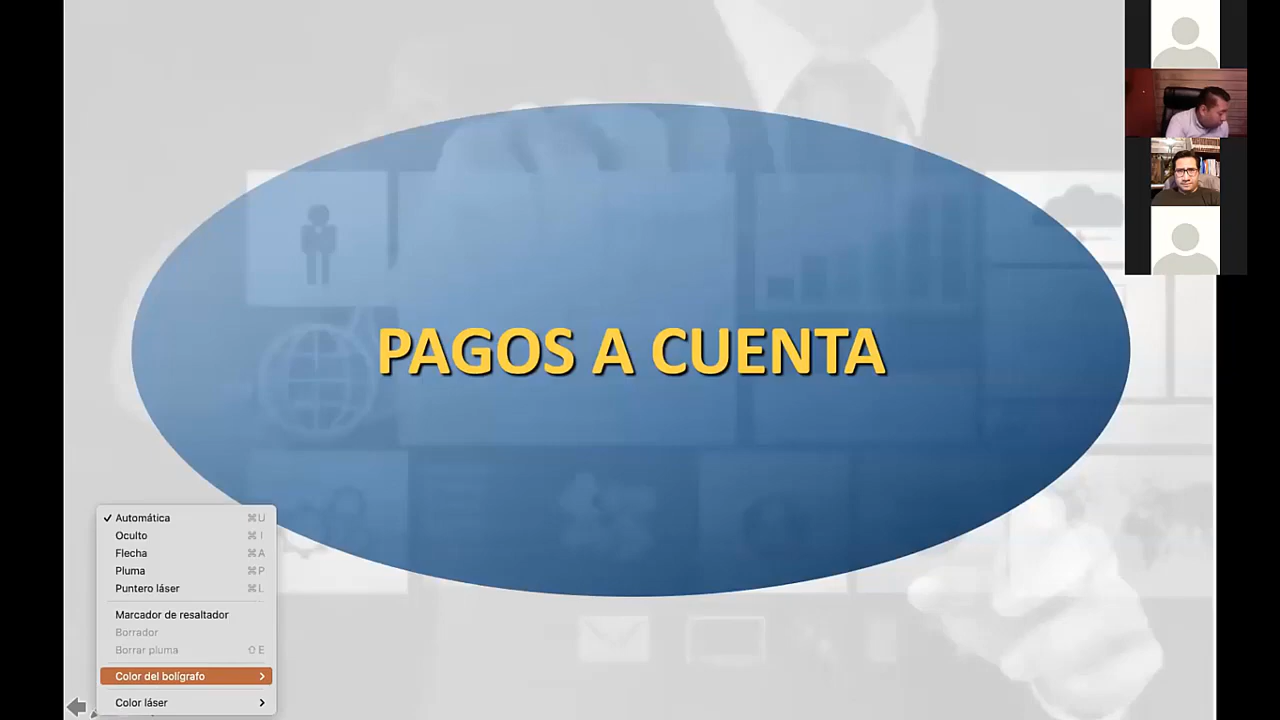 PAGOS A CUENTA
✓ Automática ⌘U
Oculto ⌘I
Flecha ⌘A
Pluma ⌘P
Puntero láser ⌘L
Marcador de resaltador
Borrador
Borrar pluma ⇧E
Color del bolígrafo >
Color láser >